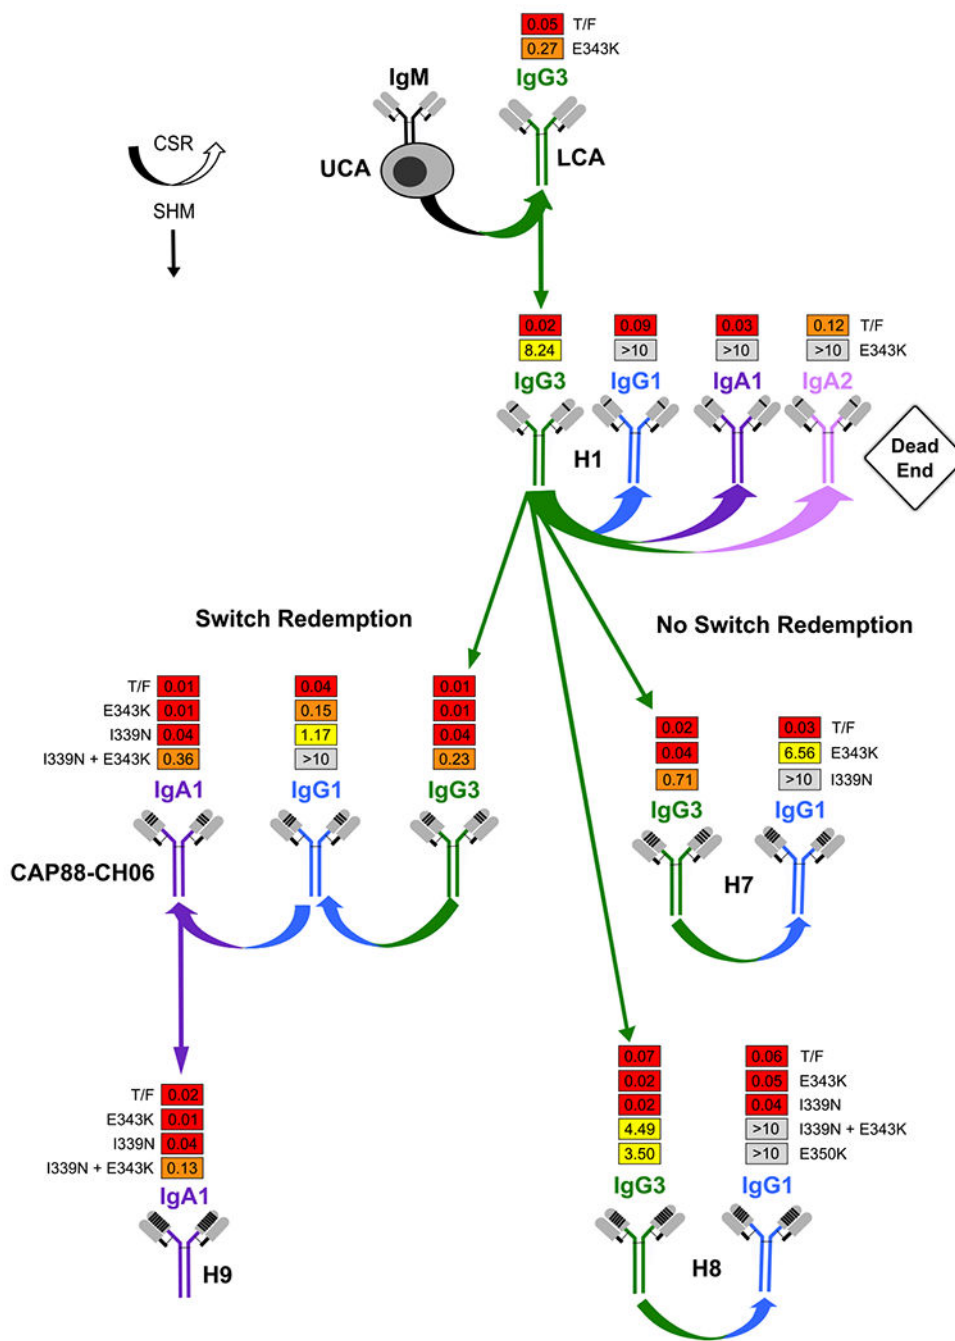 0.05 T/F
0.27 E343K
IgM IgG3
CSR
UCA LCA
SHM
0.02 0.09 0.03 0.12 T/F
8.24 >10 >10 >10 E343K
IgG3 IgG1 IgA1 IgA2
H1
Dead
End
Switch Redemption
No Switch Redemption
T/F 0.01 0.04 0.01
E343K 0.01 0.15 0.01
I339N 0.04 1.17 0.04
I339N + E343K 0.36 >10 0.23
IgA1 IgG1 IgG3
CAP88-CH06
0.02 0.03 T/F
0.04 6.56 E343K
0.71 >10 I339N
IgG3 IgG1
H7
T/F 0.02
E343K 0.01
I339N 0.04
I339N + E343K 0.13
IgA1
H9
0.07 0.06 T/F
0.02 0.05 E343K
0.02 0.04 I339N
4.49 >10 I339N + E343K
3.50 >10 E350K
IgG3 IgG1
H8